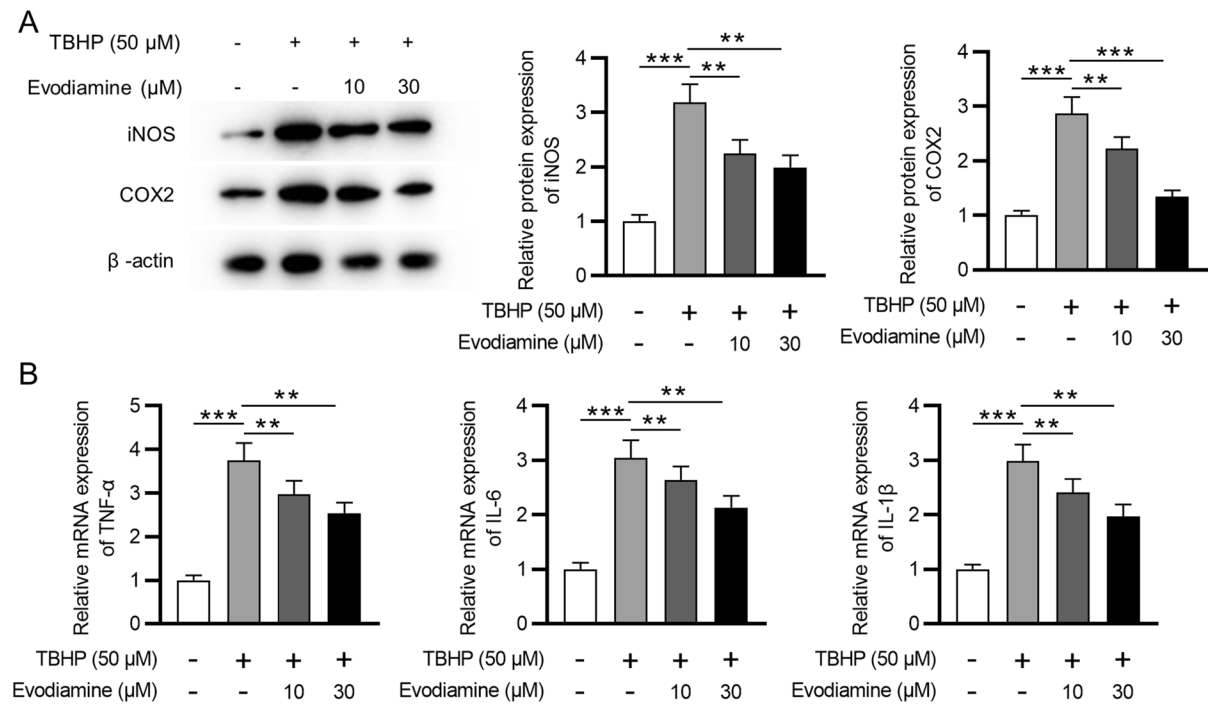 A
TBHP (50 μM) - + + +
Evodiamine (μM) - - 10 30
iNOS
COX2
β -actin
Relative protein expression
of iNOS
4
3
2
1
0
***
**
**
TBHP (50 μM) - + + +
Evodiamine (μM) - - 10 30
Relative protein expression
of COX2
4
3
2
1
0
***
**
***
TBHP (50 μM) - + + +
Evodiamine (μM) - - 10 30
B
Relative mRNA expression
of TNF-α
5
4
3
2
1
0
***
**
**
TBHP (50 μM) - + + +
Evodiamine (μM) - - 10 30
Relative mRNA expression
of IL-6
4
3
2
1
0
***
**
**
TBHP (50 μM) - + + +
Evodiamine (μM) - - 10 30
Relative mRNA expression
of IL-1β
4
3
2
1
0
***
**
**
TBHP (50 μM) - + + +
Evodiamine (μM) - - 10 30